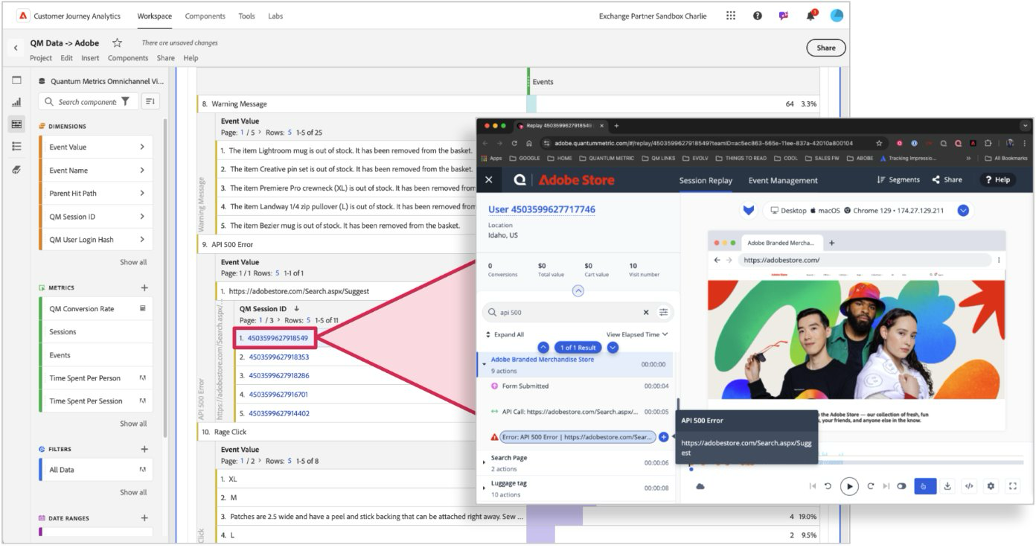 Customer Journey Analytics
Workspace
Components
Tools
Labs
Exchange Partner Sandbox Charlie
QM Data -> Adobe
There are unsaved changes
Project Edit Insert Components Share Help
Share
Quantum Metrics Omnichannel Vi...
Search component
DIMENSIONS
Event Value
Event Name
Parent Hit Path
QM Session ID
QM User Login Hash
Show all
METRICS
QM Conversion Rate
Sessions
Events
Time Spent Per Person
Time Spent Per Session
Show all
FILTERS
All Data
Show all
DATE RANGES
Events
8. Warning Message
64 3.3%
Event Value
Page: 1 / 5 > Rows: 5 1-5 of 25
Warning Message
1. The item Lightroom mug is out of stock. It has been removed from the basket.
2. The item Creative pin set is out of stock. It has been removed from the basket.
3. The item Premiere Pro crewneck (XL) is out of stock. It has been removed from
4. The item Landway 1/4 zip pullover (L) is out of stock. It has been removed from
5. The item Bezier mug is out of stock. It has been removed from the basket.
9. API 500 Error
Event Value
Page: 1 / 1 Rows: 5 1-1 of 1
API 500 Error
1. https://adobestore.com/Search.aspx/Suggest
https://adobestore.com/Search.aspx/...
QM Session ID ↓
Page: 1 / 3 > Rows: 5 1-5 of 11
1. 4503599627918549
2. 4503599627918353
3. 4503599627918286
4. 4503599627916701
5. 4503599627914402
10. Rage Click
Event Value
Page: 1 / 2 > Rows: 5 1-5 of 8
Click
1. XL
2. M
3. Patches are 2.5 wide and have a peel and stick backing that can be attached right away. Sew ...
4 19.0%
4. L
2 9.5%
Replay 4503599627918549
adobe.quantummetric.com/#/replay/4503599627918549?teamID=ac5ec863-565e-11ee-837a-42010a800104
Apps
GOOGLE
HOME
QUANTUM METRIC
QM LINKS
EVOLV
THINGS TO READ
COOL
SALES FW
ADOBE
Tracking Impressio...
All Bookmarks
Adobe Store
Session Replay
Event Management
Segments
Share
Help
User 4503599627717746
Location
Idaho, US
0 $0 $0 10
Conversions Total value Cart value Visit number
api 500
Expand All
View Elapsed Time
1 of 1 Result
Adobe Branded Merchandise Store
00:00:00
9 actions
Form Submitted
00:00:04
API Call: https://adobestore.com/Search.aspx/...
00:00:05
Error: API 500 Error | https://adobestore.com/Sear...
Search Page
00:00:06
2 actions
Luggage tag
00:00:08
10 actions
Desktop
macOS
Chrome 129 • 174.27.129.211
Adobe Branded Mercha...
https://adobestore.com/
the Adobe Store — our collection of fresh, fun
, your friends, and anyone else in the know.
API 500 Error
https://adobestore.com/Search.aspx/Sugg
est